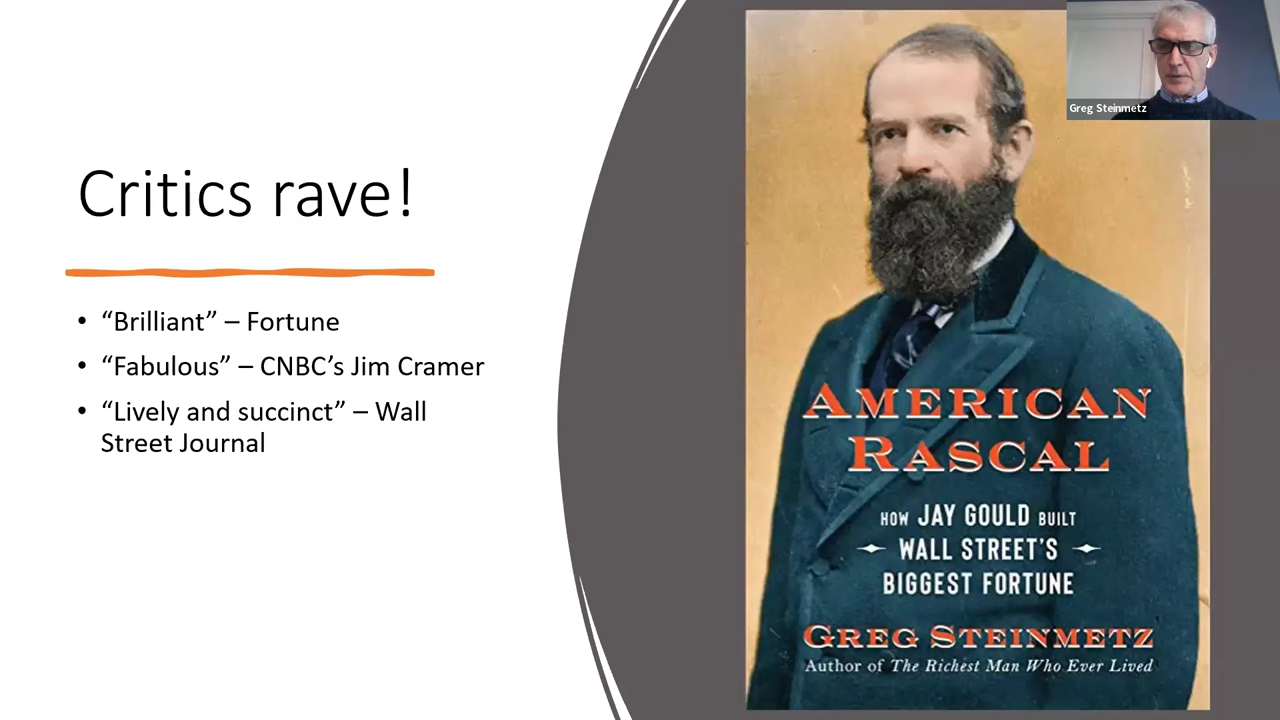 Critics rave!
• “Brilliant” – Fortune
• “Fabulous” – CNBC’s Jim Cramer
• “Lively and succinct” – Wall
Street Journal
Greg Steinmetz
AMERICAN
RASCAL
HOW JAY GOULD BUILT
WALL STREET’S
BIGGEST FORTUNE
GREG STEINMETZ
Author of The Richest Man Who Ever Lived